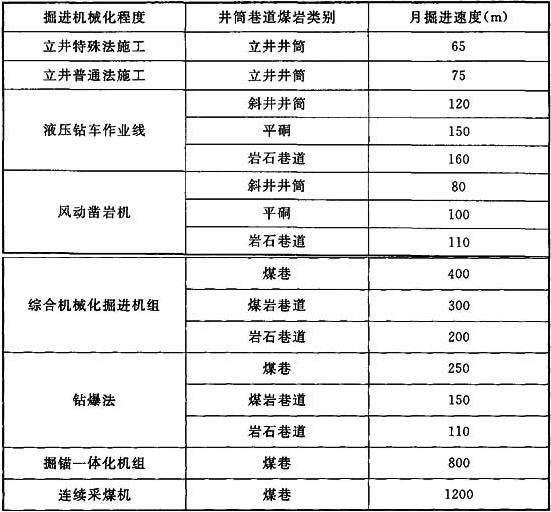 掘进机械化程度 井筒巷道煤岩类别 月掘进速度(m)
立井特殊法施工 立井井筒 65
立井普通法施工 立井井筒 75
液压钻车作业线 斜井井筒 120
平硐 150
岩石巷道 160
风动凿岩机 斜井井筒 80
平硐 100
岩石巷道 110
综合机械化掘进机组 煤巷 400
煤岩巷道 300
岩石巷道 200
钻爆法 煤巷 250
煤岩巷道 150
岩石巷道 110
掘锚一体化机组 煤巷 800
连续采煤机 煤巷 1200